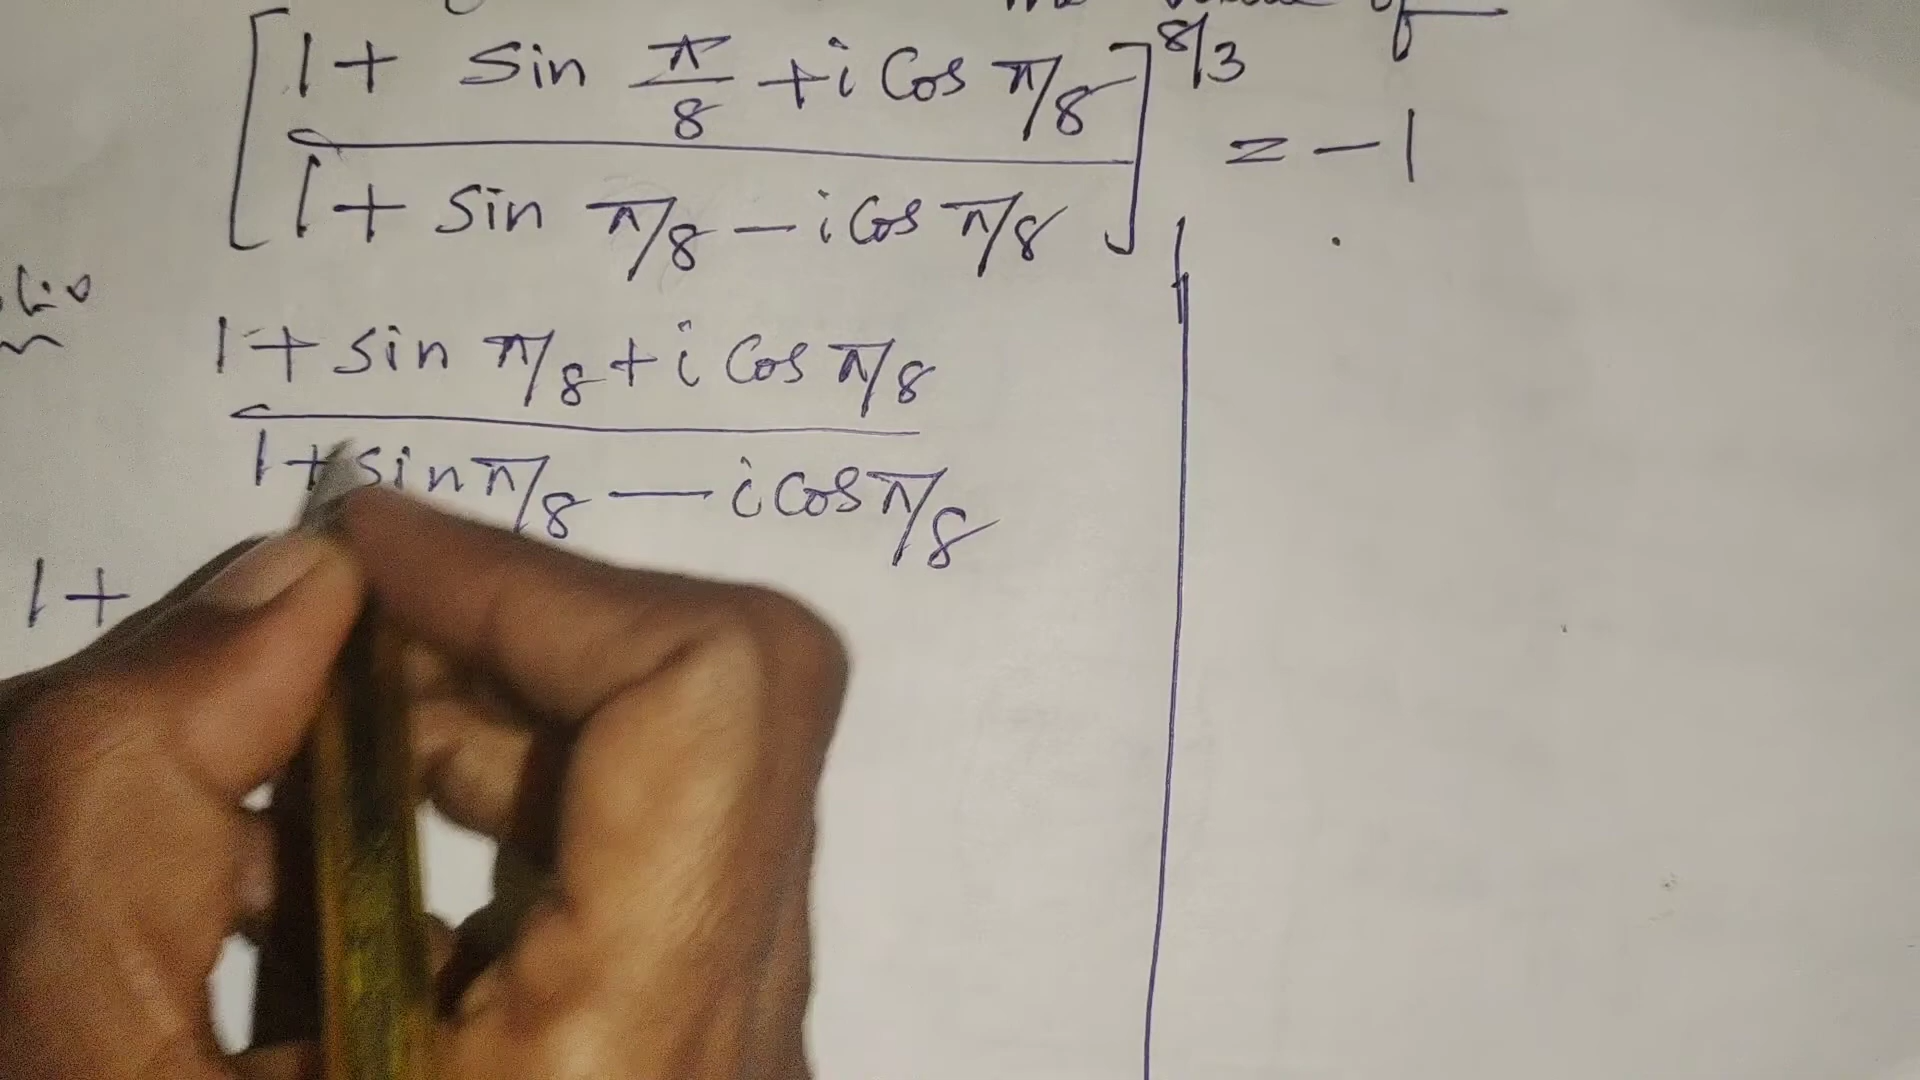 [1 + sin π/8 + i cos π/8 / 1 + sin π/8 - i cos π/8]^8/3 = -1
1 + sin π/8 + i cos π/8
1 + sin π/8 - i cos π/8
1 +